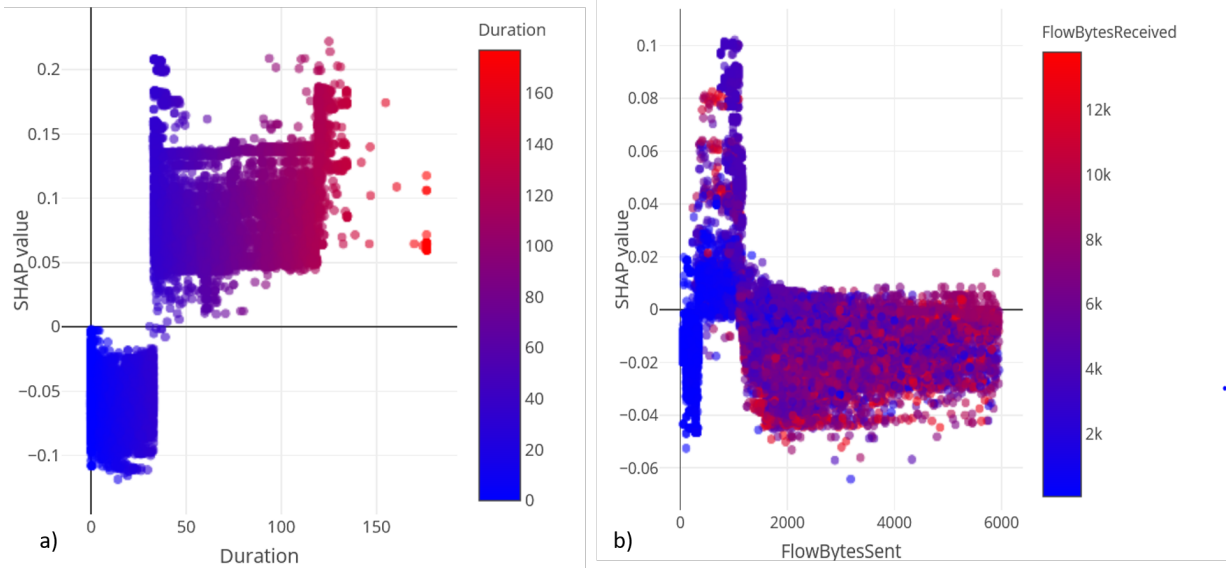 Duration
0.2
0.15
0.1
0.05
0
−0.05
−0.1
SHAP value
0
50
100
150
Duration
160
140
120
100
80
60
40
20
0
a)
FlowBytesReceived
0.1
0.08
0.06
0.04
0.02
0
−0.02
−0.04
−0.06
SHAP value
0
2000
4000
6000
FlowBytesSent
12k
10k
8k
6k
4k
2k
b)